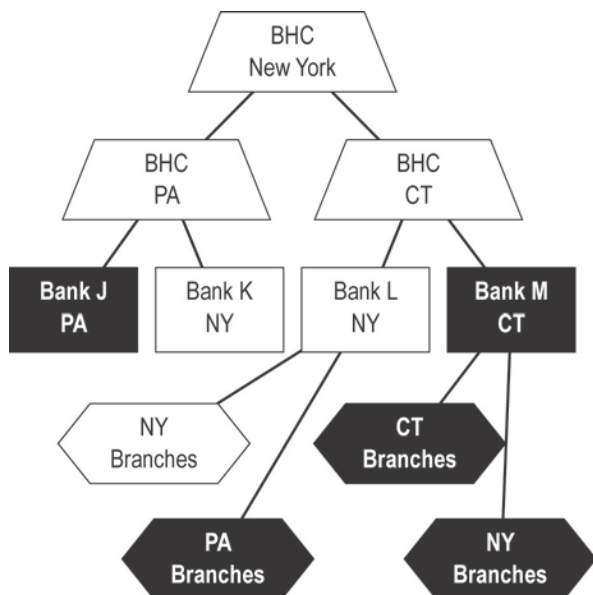 BHC
New York
BHC
PA
BHC
CT
Bank J
PA
Bank K
NY
Bank L
NY
Bank M
CT
NY
Branches
CT
Branches
PA
Branches
NY
Branches